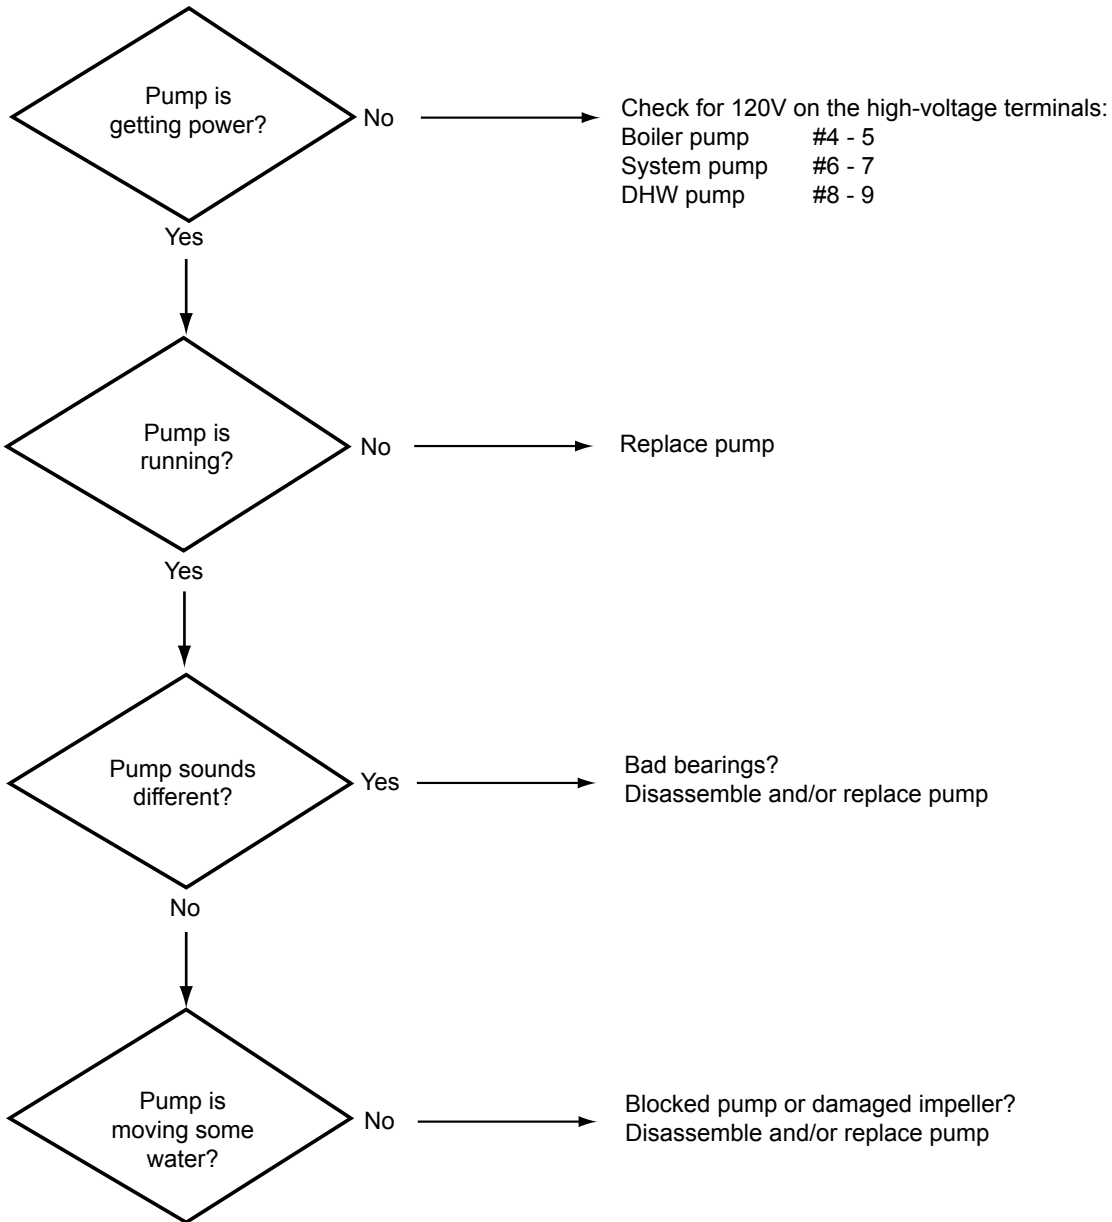 Pump is
getting power?
No
Check for 120V on the high-voltage terminals:
Boiler pump #4 - 5
System pump #6 - 7
DHW pump #8 - 9
Yes
Pump is
running?
No
Replace pump
Yes
Pump sounds
different?
Yes
Bad bearings?
Disassemble and/or replace pump
No
Pump is
moving some
water?
No
Blocked pump or damaged impeller?
Disassemble and/or replace pump